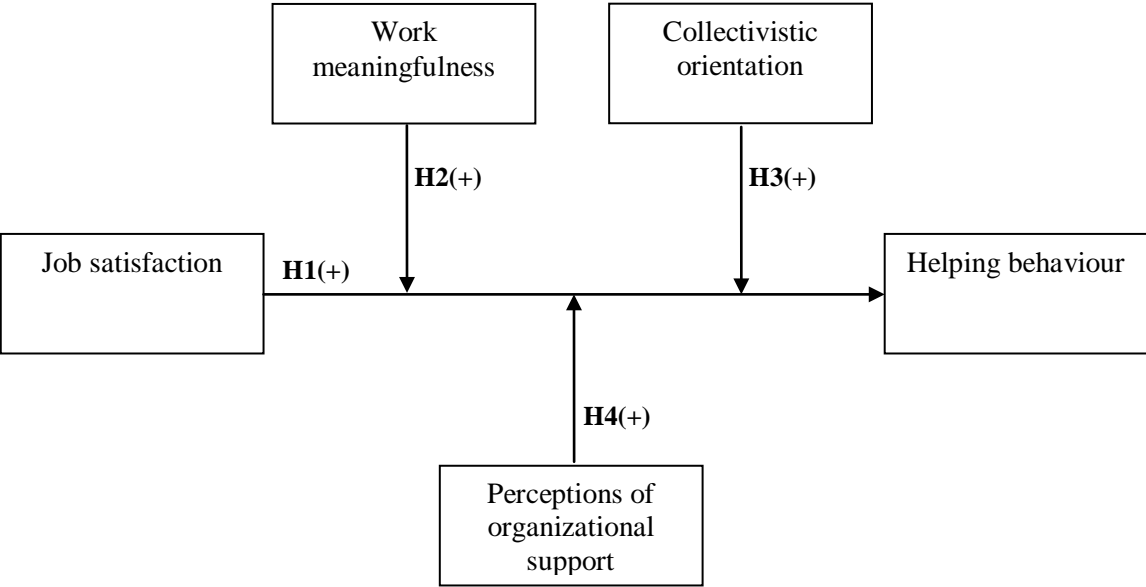 Work
meaningfulness
Collectivistic
orientation
H2(+)
H3(+)
Job satisfaction
H1(+)
Helping behaviour
H4(+)
Perceptions of
organizational
support